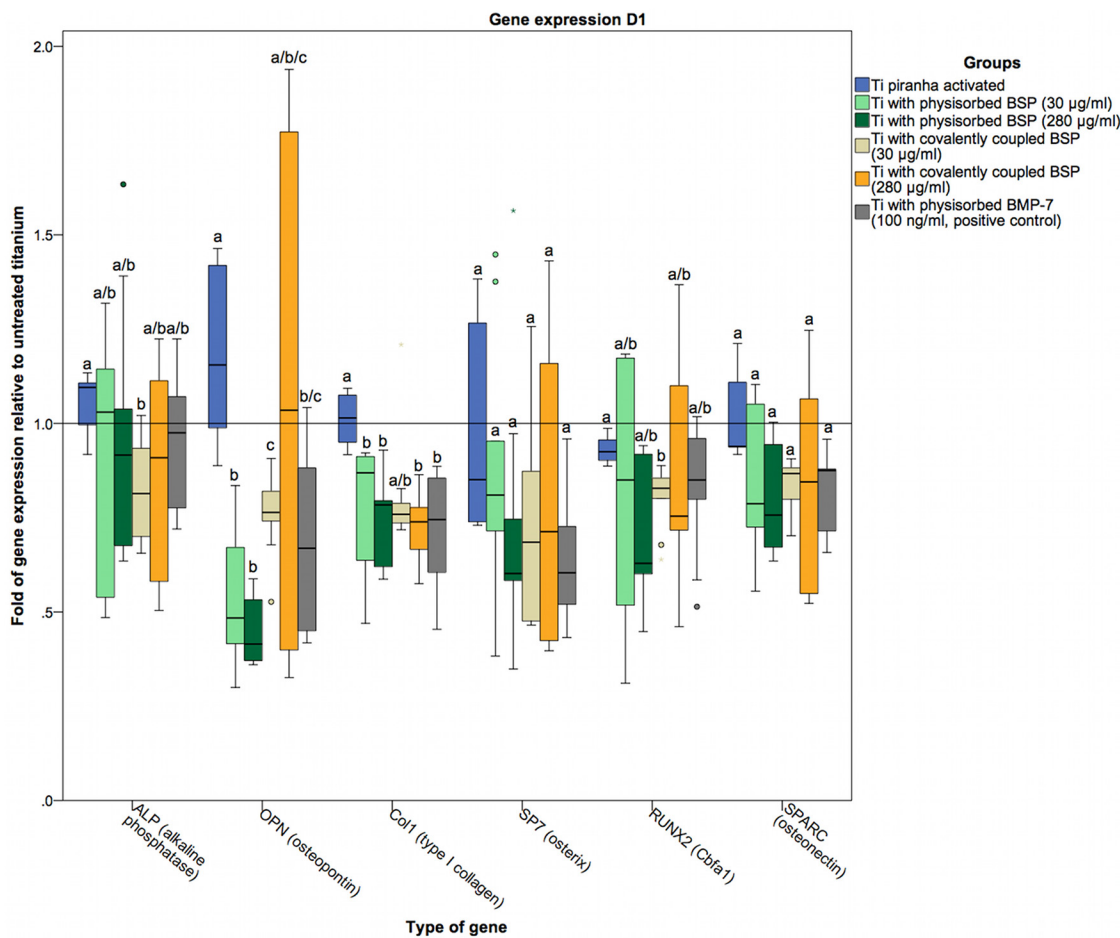 Gene expression D1
Fold of gene expression relative to untreated titanium
2.0
1.5
1.0
.5
.0
a
a/b
a/b
b
a/b
a/b
a
b
b
c
a/b/c
b/c
a
b
b
a/b
b
b
a
a
a
a
a
a
a
a/b
a/b
b
a/b
a/b
a
a
a
a
a
a
ALP (alkaline
phosphatase)
OPN (osteopontin)
Col1 (type I collagen)
SP7 (osterix)
RUNX2 (Cbfa1)
SPARC
(osteonectin)
Type of gene
Groups
Ti piranha activated
Ti with physisorbed BSP (30 µg/ml)
Ti with physisorbed BSP (280 µg/ml)
Ti with covalently coupled BSP
(30 µg/ml)
Ti with covalently coupled BSP
(280 µg/ml)
Ti with physisorbed BMP-7
(100 ng/ml, positive control)